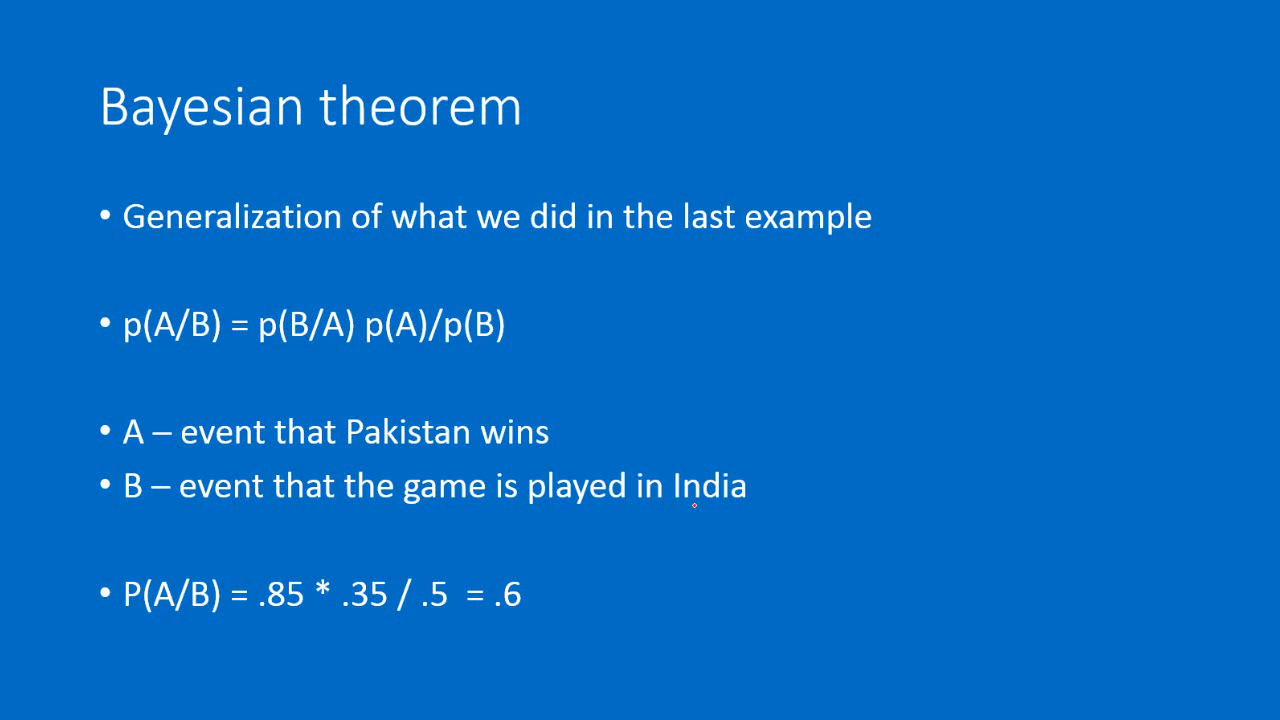 Bayesian theorem
• Generalization of what we did in the last example
• p(A/B) = p(B/A) p(A)/p(B)
• A – event that Pakistan wins
• B – event that the game is played in India
• P(A/B) = .85 * .35 / .5  = .6